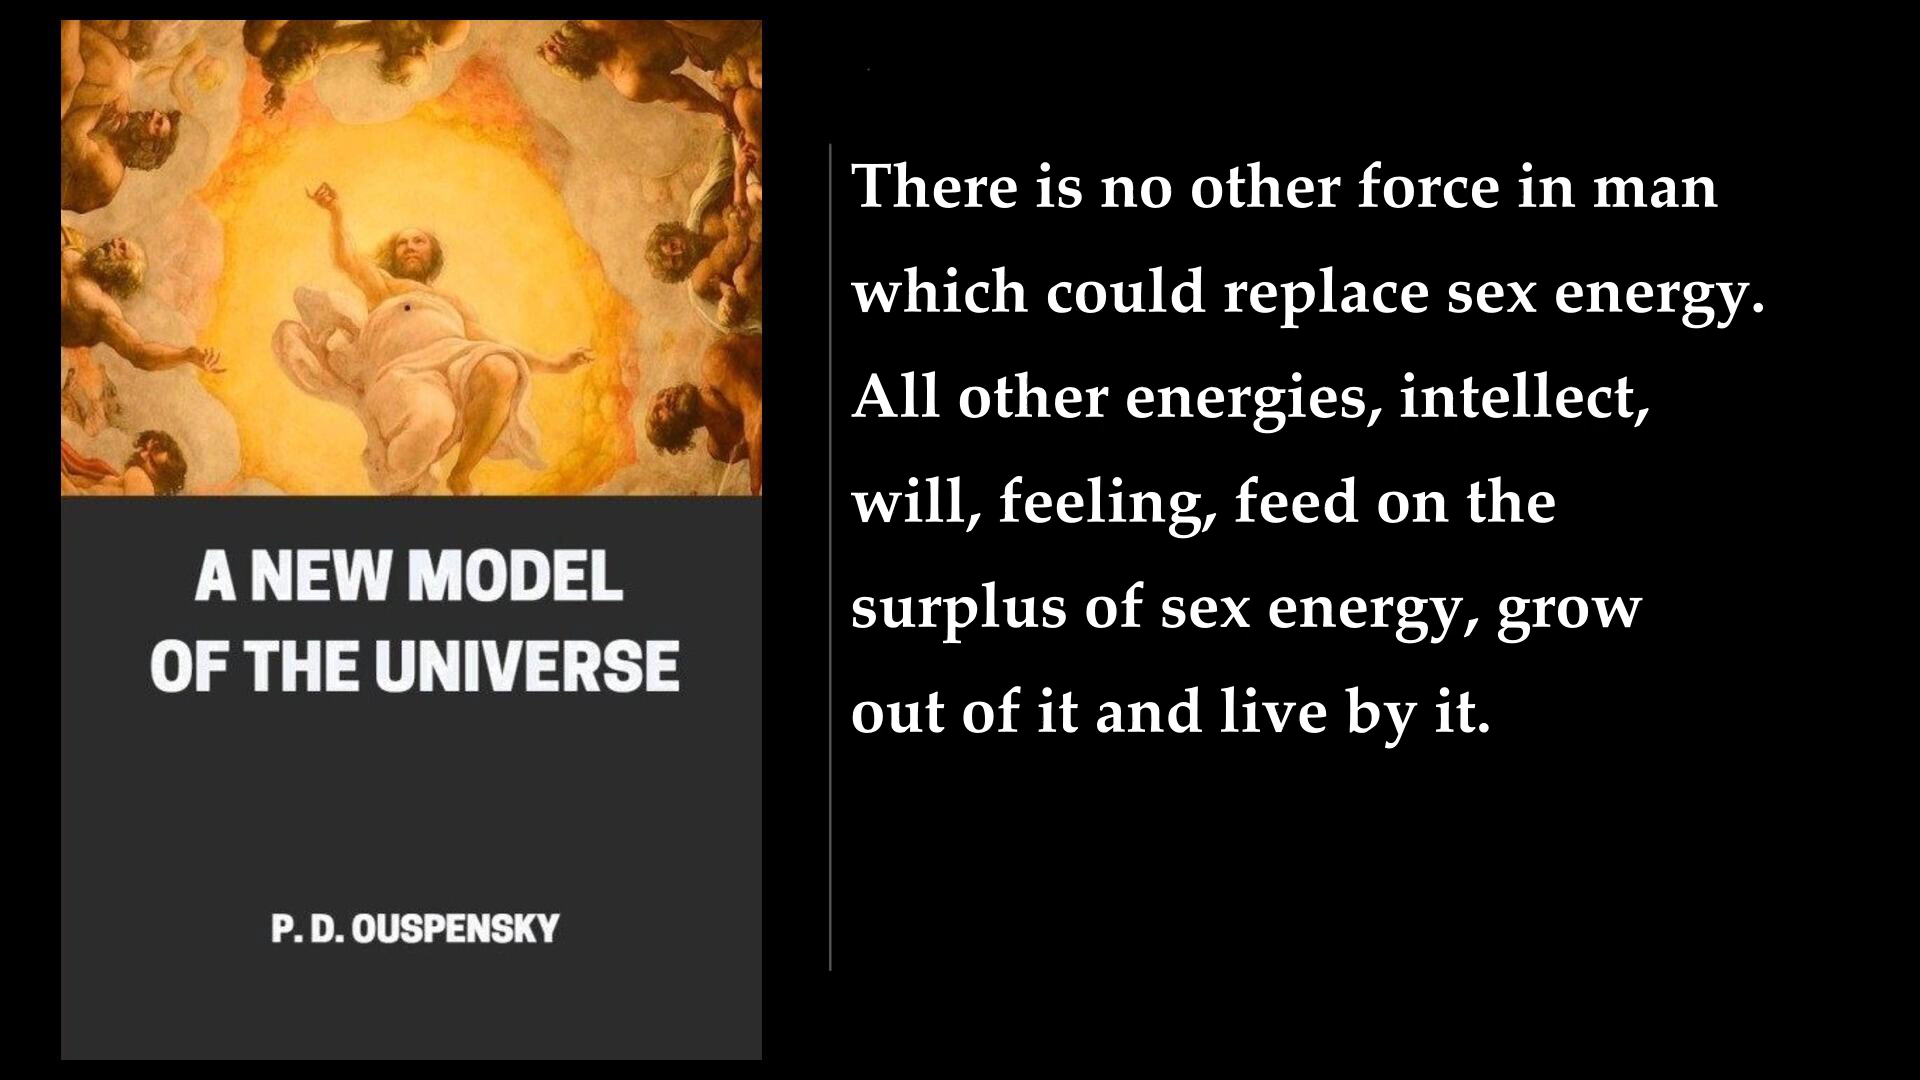 A NEW MODEL
OF THE UNIVERSE
P. D. OUSPENSKY
There is no other force in man
which could replace sex energy.
All other energies, intellect,
will, feeling, feed on the
surplus of sex energy, grow
out of it and live by it.